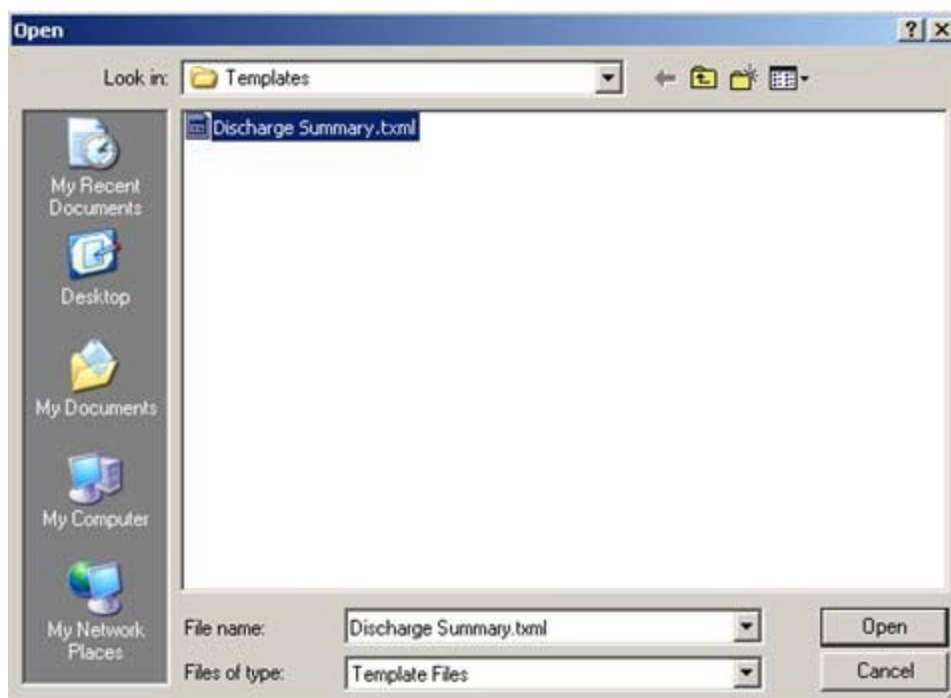 Open
Look in: Templates
Discharge Summary.txml
My Recent
Documents
Desktop
My Documents
My Computer
My Network
Places
File name: Discharge Summary.txml Open
Files of type: Template Files Cancel